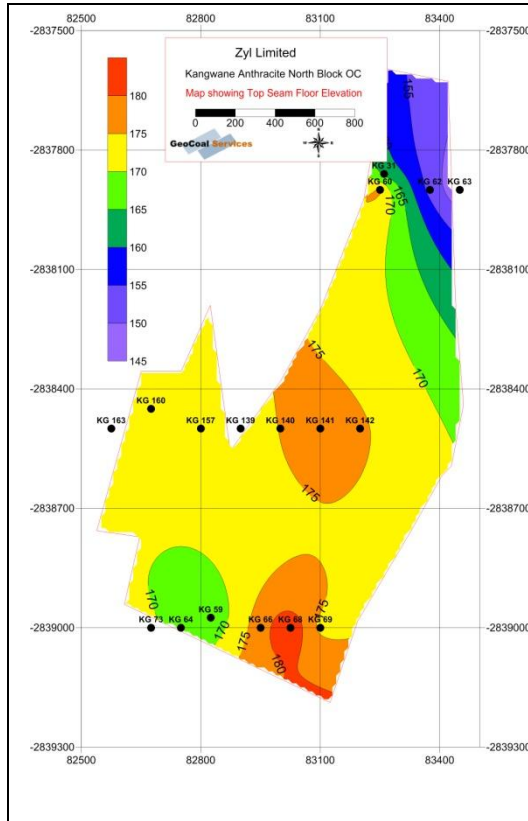 82500 82800 83100 83400
-2837500 -2837500
Zyl Limited
Kangwane Anthracite North Block OC
Map showing Top Seam Floor Elevation
0 200 400 600 800
GeoCoal Services
180
175
170
165
160
155
150
145
155
-2837800 -2837800
KG 31
KG 60 KG 62 KG 63
165
170
-2838100 -2838100
175
170
-2838400 -2838400
KG 160
KG 163 KG 157 KG 139 KG 140 KG 141 KG 142
175
-2838700 -2838700
170 KG 59 175
KG 73 KG 64 KG 66 KG 68 KG 69
-2839000 -2839000
170
175
180
-2839300 -2839300
82500 82800 83100 83400